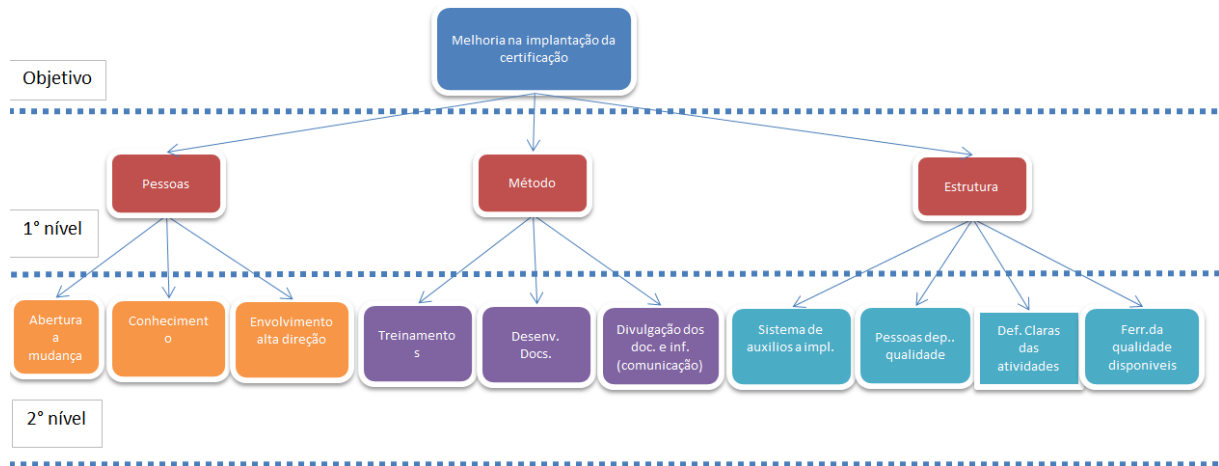 Melhoria na implantação da
certificação
Objetivo
Pessoas
Método
Estrutura
1° nível
Abertura
a
mudança
Conheciment
o
Envolvimento
alta direção
Treinamento
s
Desenv.
Docs.
Divulgação dos
doc. e inf.
(comunicação)
Sistema de
auxilios a impl.
Pessoas dep..
qualidade
Def. Claras
das
atividades
Ferr.da
qualidade
disponiveis
2° nível